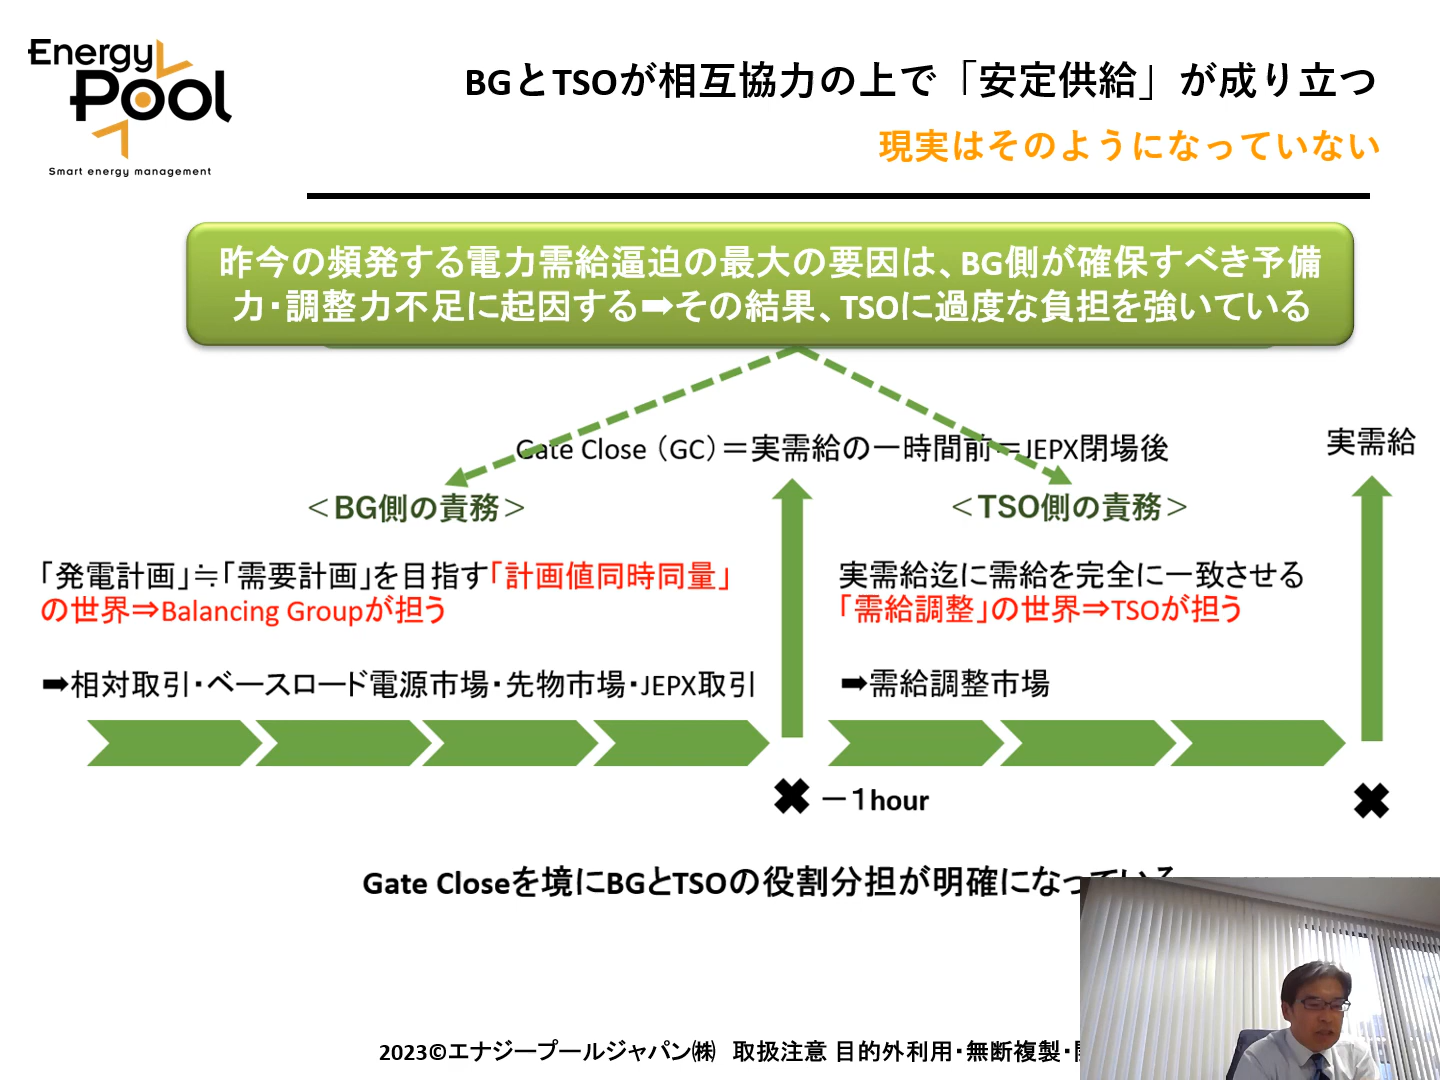 Energy
Pool
Smart energy management
BGとTSOが相互協力の上で「安定供給」が成り立つ
現実はそのようになっていない
昨今の頻発する電力需給逼迫の最大の要因は、BG側が確保すべき予備
力・調整力不足に起因する➡その結果、TSOに過度な負担を強いている
Gate Close（GC）＝実需給の一時間前＝JEPX閉場後
実需給
＜BG側の責務＞
＜TSO側の責務＞
「発電計画」≒「需要計画」を目指す「計画値同時同量」
の世界⇒Balancing Groupが担う
➡相対取引・ベースロード電源市場・先物市場・JEPX取引
実需給迄に需給を完全に一致させる
「需給調整」の世界⇒TSOが担う
➡需給調整市場
－1hour
Gate Closeを境にBGとTSOの役割分担が明確になっている
2023©エナジープールジャパン㈱　取扱注意 目的外利用・無断複製・